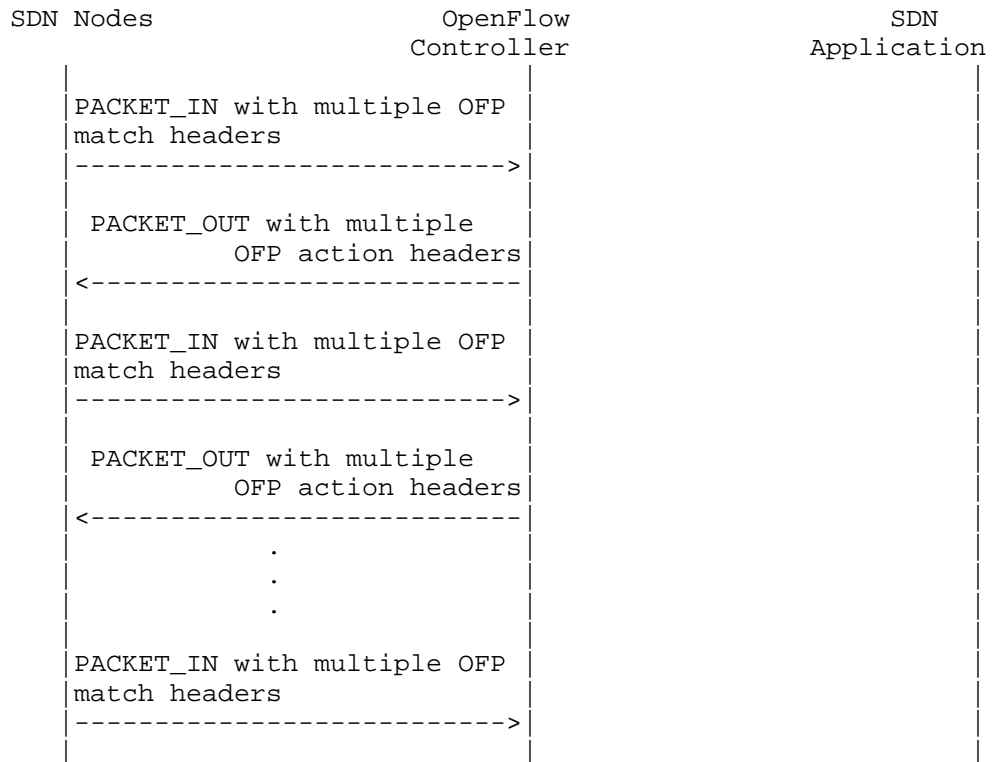 SDN Nodes OpenFlow SDN
Controller Application
PACKET_IN with multiple OFP
match headers
PACKET_OUT with multiple
OFP action headers
PACKET_IN with multiple OFP
match headers
PACKET_OUT with multiple
OFP action headers
.
.
.
PACKET_IN with multiple OFP
match headers